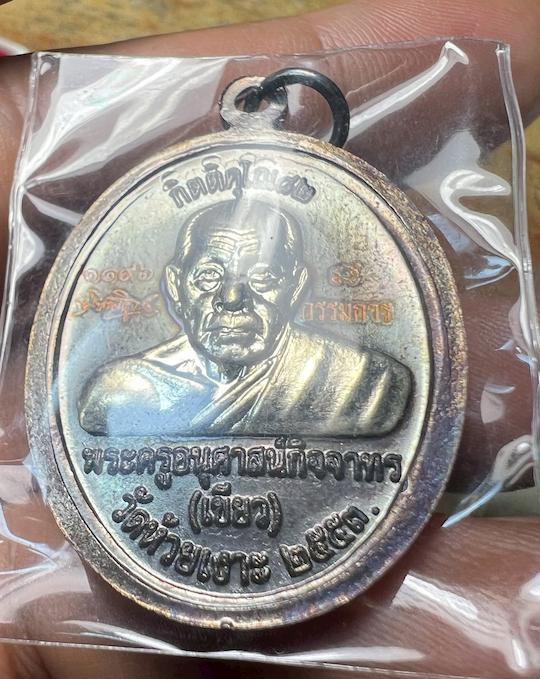 กิตติคุโณ๘๒
๑๑๙๖
กรรมการ
พระครูอนุศาสน์กิจจาทร
(เขียว)
วัดห้วยเงาะ ๒๕๕๓.